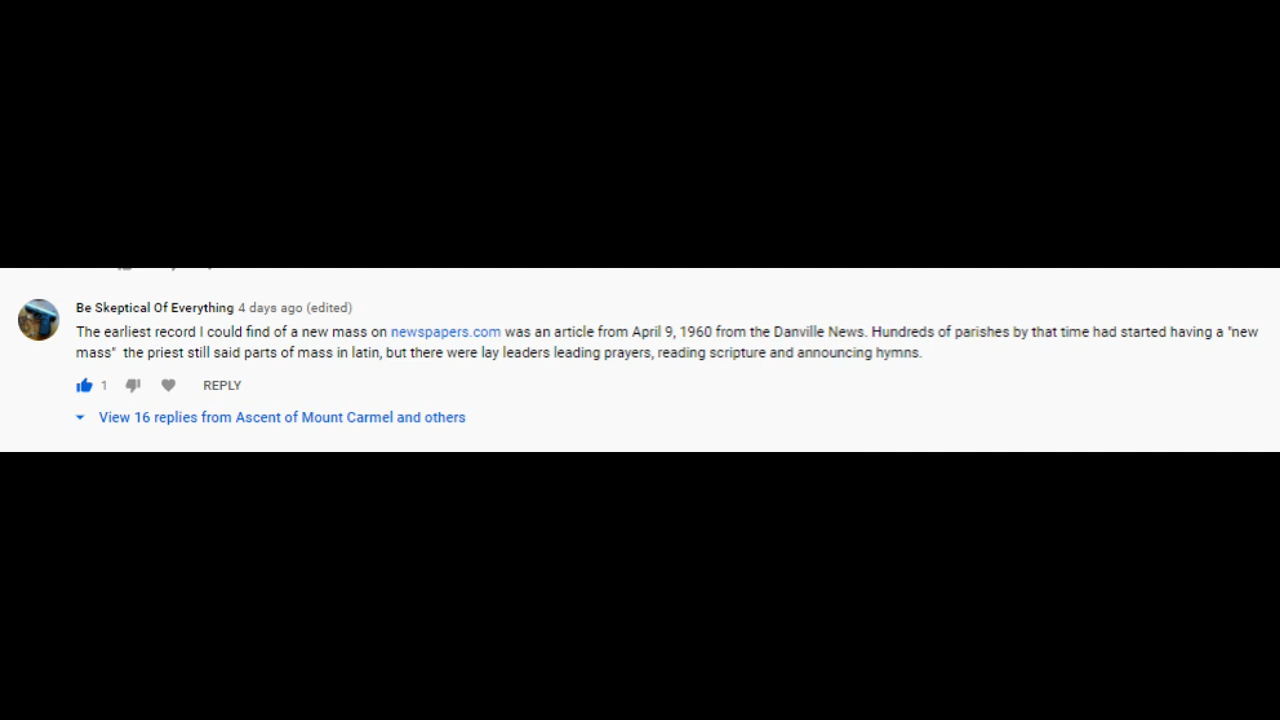 Be Skeptical Of Everything 4 days ago (edited)
The earliest record I could find of a new mass on newspapers.com was an article from April 9, 1960 from the Danville News. Hundreds of parishes by that time had started having a "new
mass"  the priest still said parts of mass in latin, but there were lay leaders leading prayers, reading scripture and announcing hymns.
1 REPLY
View 16 replies from Ascent of Mount Carmel and others